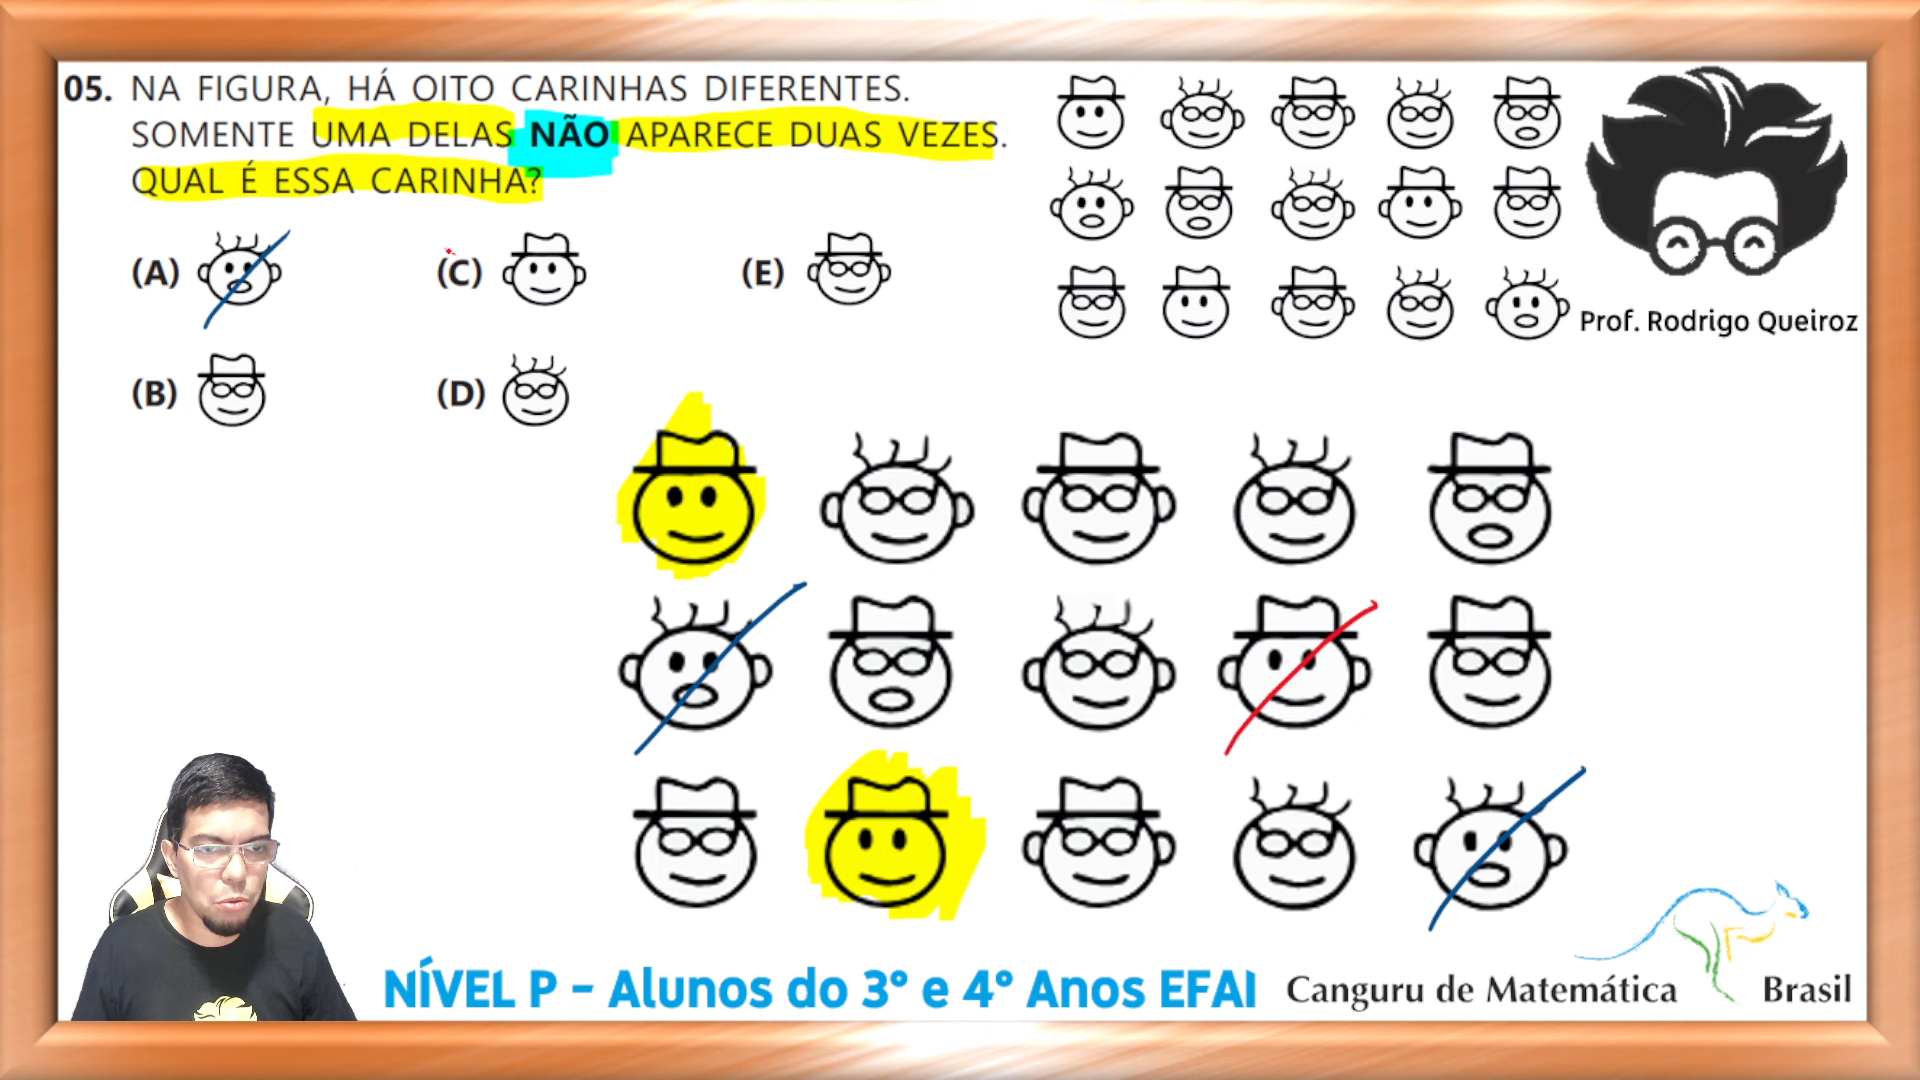 05. NA FIGURA, HÁ OITO CARINHAS DIFERENTES.
SOMENTE UMA DELAS NÃO APARECE DUAS VEZES.
QUAL É ESSA CARINHA?
(A) (C) (E)
(B) (D)
Prof. Rodrigo Queiroz
NÍVEL P - Alunos do 3° e 4° Anos EFAI
Canguru de Matemática Brasil